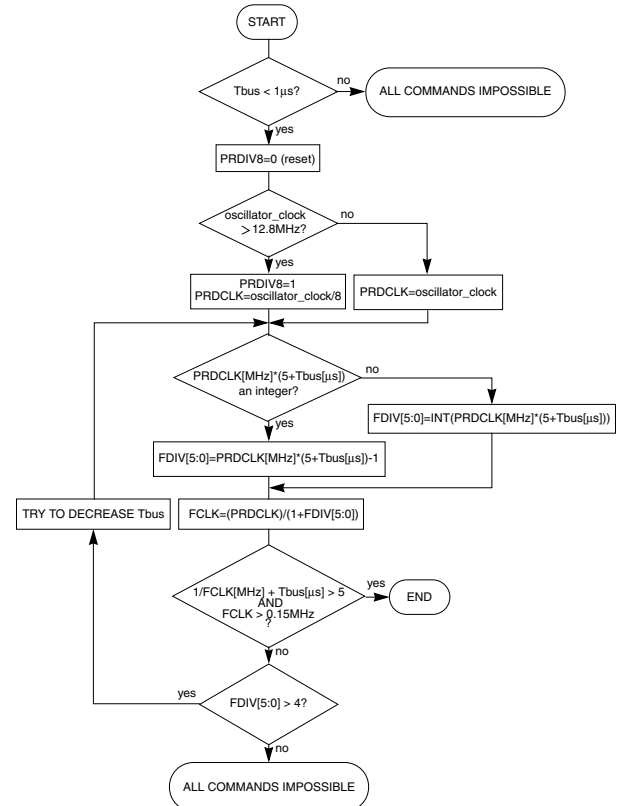 START
Tbus < 1μs?
no
ALL COMMANDS IMPOSSIBLE
yes
PRDIV8=0 (reset)
oscillator_clock
> 12.8MHz?
no
yes
PRDIV8=1
PRDCLK=oscillator_clock/8
PRDCLK=oscillator_clock
PRDCLK[MHz]*(5+Tbus[μs])
an integer?
no
yes
FDIV[5:0]=INT(PRDCLK[MHz]*(5+Tbus[μs]))
FDIV[5:0]=PRDCLK[MHz]*(5+Tbus[μs])-1
TRY TO DECREASE Tbus
FCLK=(PRDCLK)/(1+FDIV[5:0])
1/FCLK[MHz] + Tbus[μs] > 5
AND
FCLK > 0.15MHz
?
yes
END
no
yes
FDIV[5:0] > 4?
no
ALL COMMANDS IMPOSSIBLE